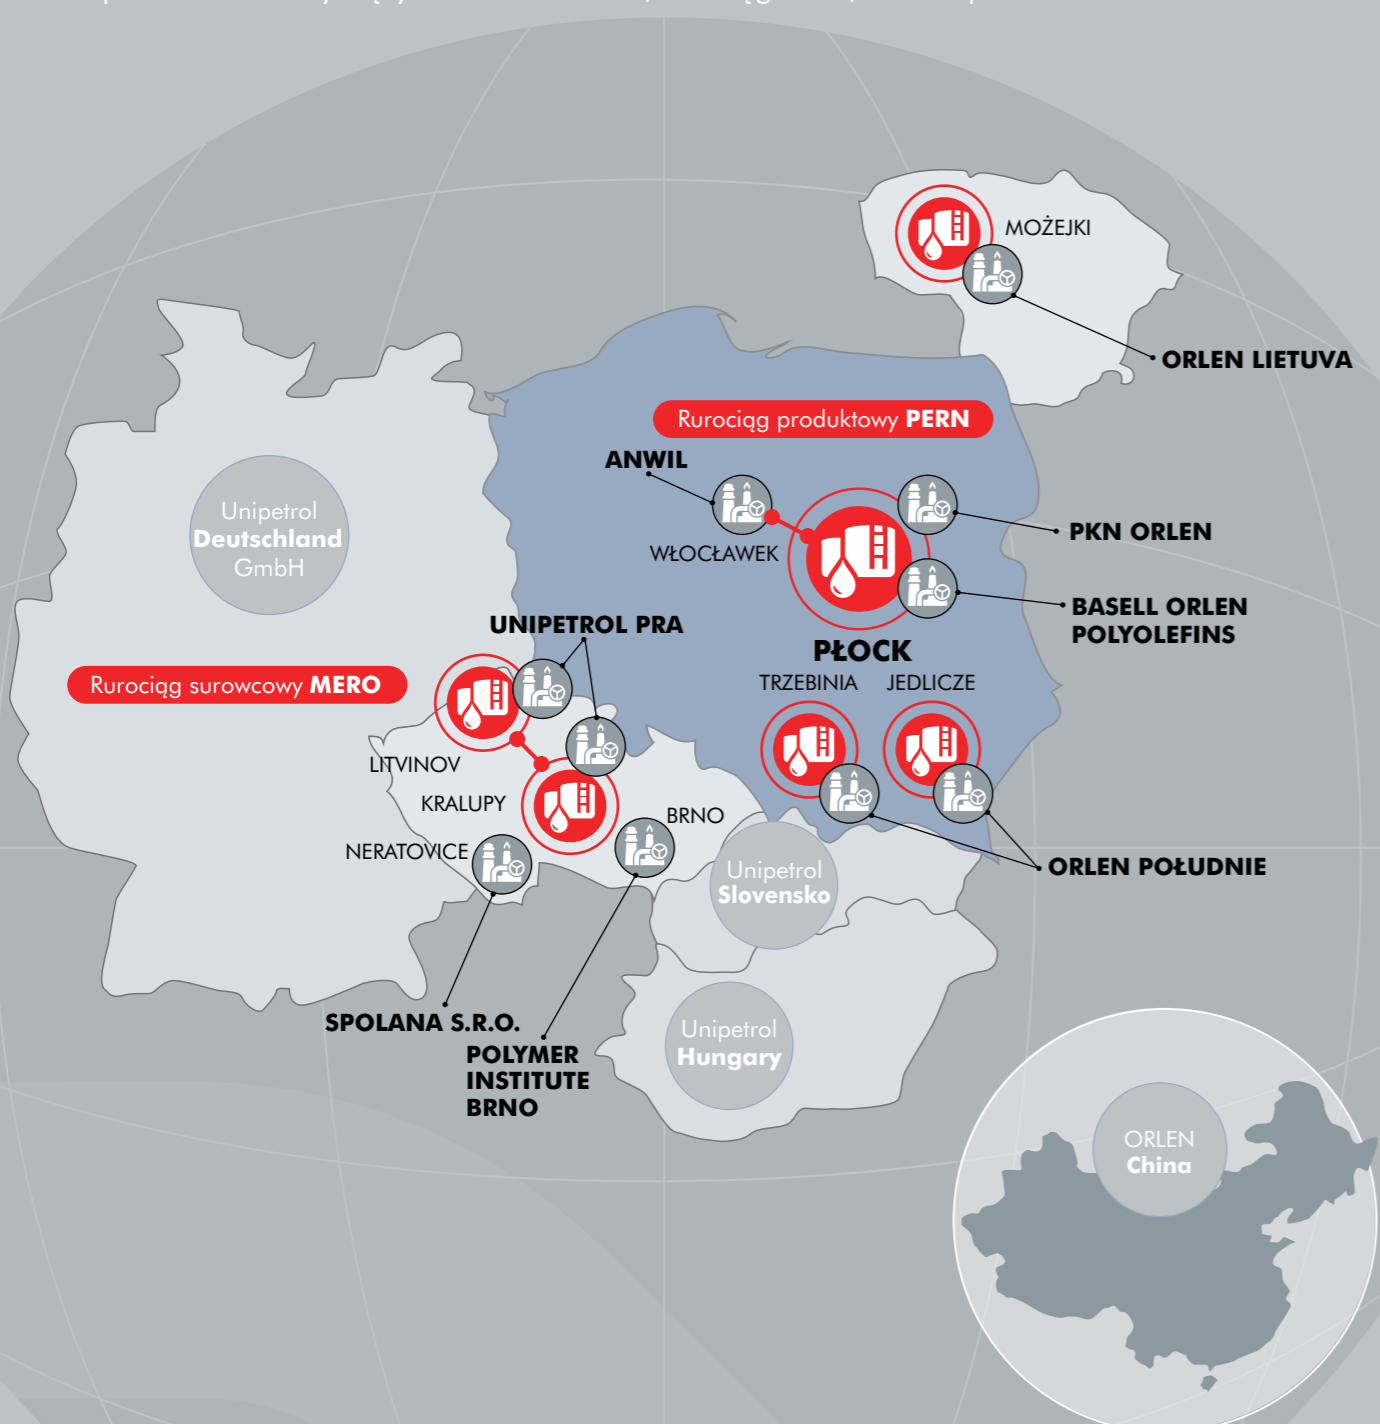 MOŻEJKI
ORLEN LIETUVA
Rurociąg produktowy PERN
ANWIL
WŁOCŁAWEK
PKN ORLEN
BASELL ORLEN
POLYOLEFINS
PŁOCK
TRZEBINIA
JEDLICZE
ORLEN POŁUDNIE
Unipetrol
Deutschland
GmbH
UNIPETROL PRA
Rurociąg surowcowy MERO
LITVINOV
KRALUPY
NERATOVICE
BRNO
Unipetrol
Slovensko
SPOLANA S.R.O.
POLYMER
INSTITUTE
BRNO
Unipetrol
Hungary
ORLEN
China